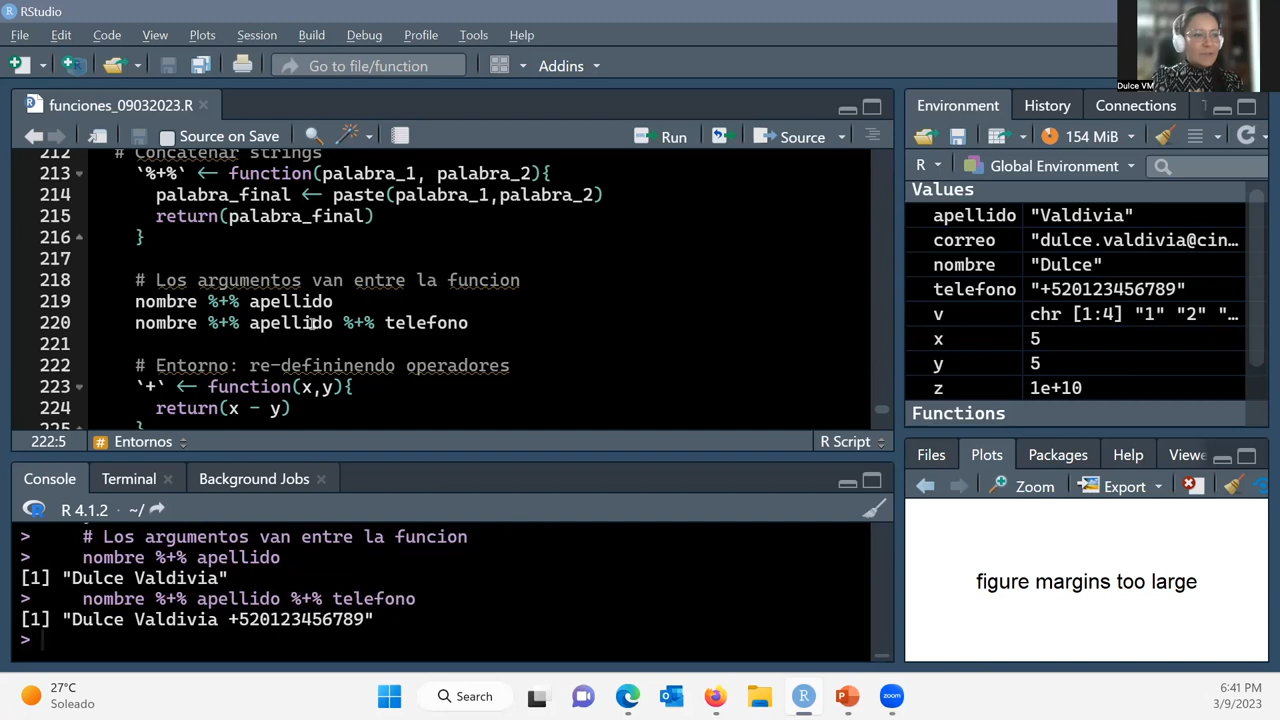 RStudio
File Edit Code View Plots Session Build Debug Profile Tools Help
Go to file/function Addins
Dulce VM
funciones_09032023.R
Source on Save Run Source
212 # Concatenar strings
213 `%+%` <- function(palabra_1, palabra_2){
214 palabra_final <- paste(palabra_1,palabra_2)
215 return(palabra_final)
216 }
217
218 # Los argumentos van entre la funcion
219 nombre %+% apellido
220 nombre %+% apellido %+% telefono
221
222 # Entorno: re-defininendo operadores
223 `+` <- function(x,y){
224 return(x - y)
225 }
222:5 # Entornos R Script
Console Terminal Background Jobs
R 4.1.2 · ~/
> # Los argumentos van entre la funcion
> nombre %+% apellido
[1] "Dulce Valdivia"
> nombre %+% apellido %+% telefono
[1] "Dulce Valdivia +520123456789"
>
Environment History Connections
154 MiB
R Global Environment
Values
apellido "Valdivia"
correo "dulce.valdivia@cin…
nombre "Dulce"
telefono "+520123456789"
v chr [1:4] "1" "2" "…
x 5
y 5
z 1e+10
Functions
Files Plots Packages Help Viewe
Zoom Export
figure margins too large
27°C
Soleado
Search
zoom
6:41 PM
3/9/2023